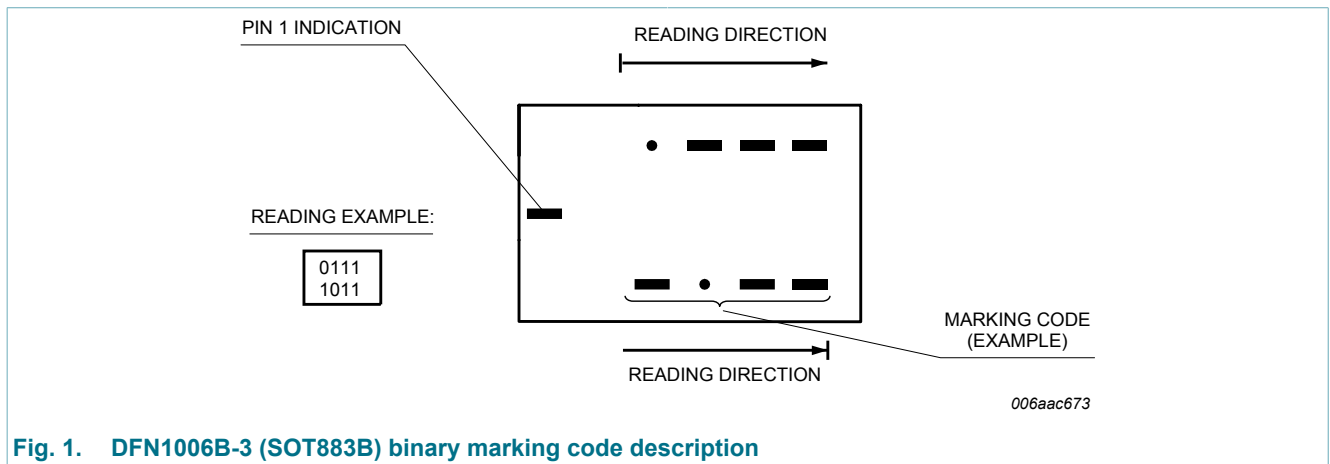 PIN 1 INDICATION
READING DIRECTION
READING EXAMPLE:
0111
1011
MARKING CODE
(EXAMPLE)
READING DIRECTION
006aac673
Fig. 1. DFN1006B-3 (SOT883B) binary marking code description